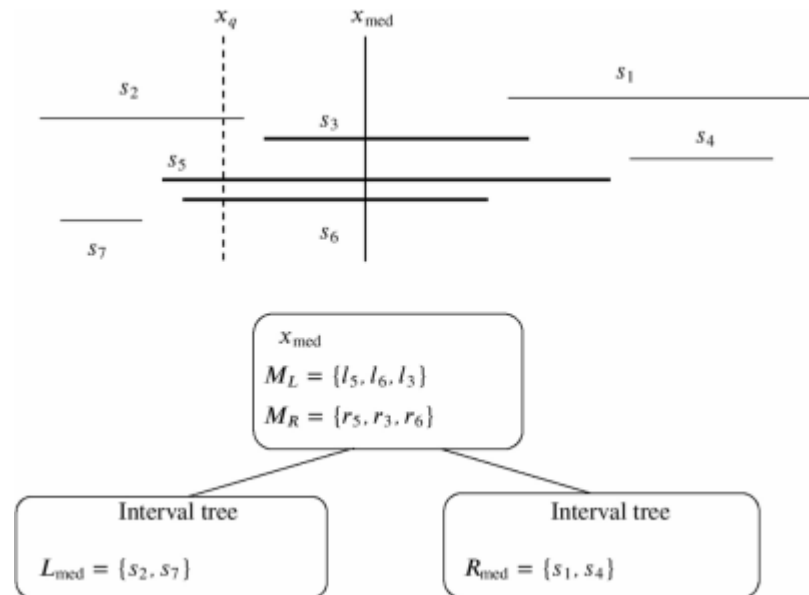 x_q x_med
s_2 s_1
s_3
s_4
s_5
s_6
s_7
x_med
M_L = {l_5, l_6, l_3}
M_R = {r_5, r_3, r_6}
Interval tree Interval tree
L_med = {s_2, s_7} R_med = {s_1, s_4}